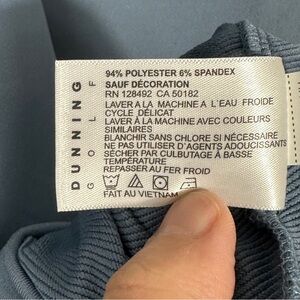 DUNNING
GOLF
94% POLYESTER 6% SPANDEX
SAUF DÉCORATION
RN 128492 CA 50182
LAVER A LA MACHINE A L'EAU FROIDE
CYCLE DÉLICAT
LAVER À LA MACHINE AVEC COULEURS
SIMILAIRES
BLANCHIR SANS CHLORE SI NÉCESSAIRE
NE PAS UTILISEZ D'AGENTS ADOUCISSANTS
SÉCHER PAR CULBUTAGE À BASSE
TEMPÉRATURE
REPASSER AU FER FROID
FAIT AU VIETNAM